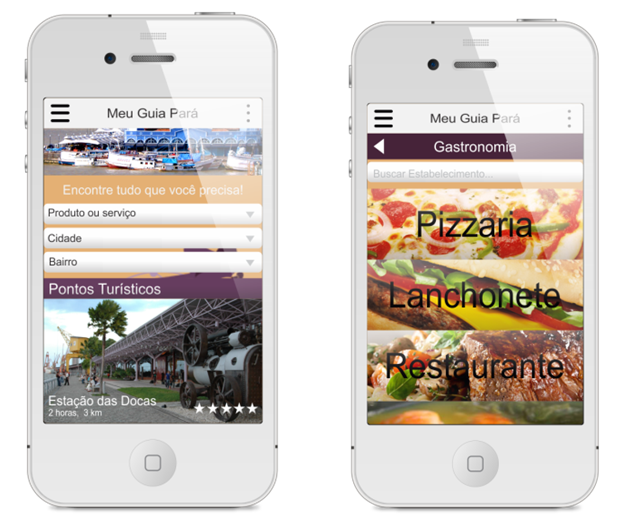 Meu Guia Pará
Encontre tudo que você precisa!
Produto ou serviço
Cidade
Bairro
Pontos Turísticos
Estação das Docas
2 horas, 3 km
Meu Guia Pará
Gastronomia
Buscar Estabelecimento...
Pizzaria
Lanchonete
Restaurante